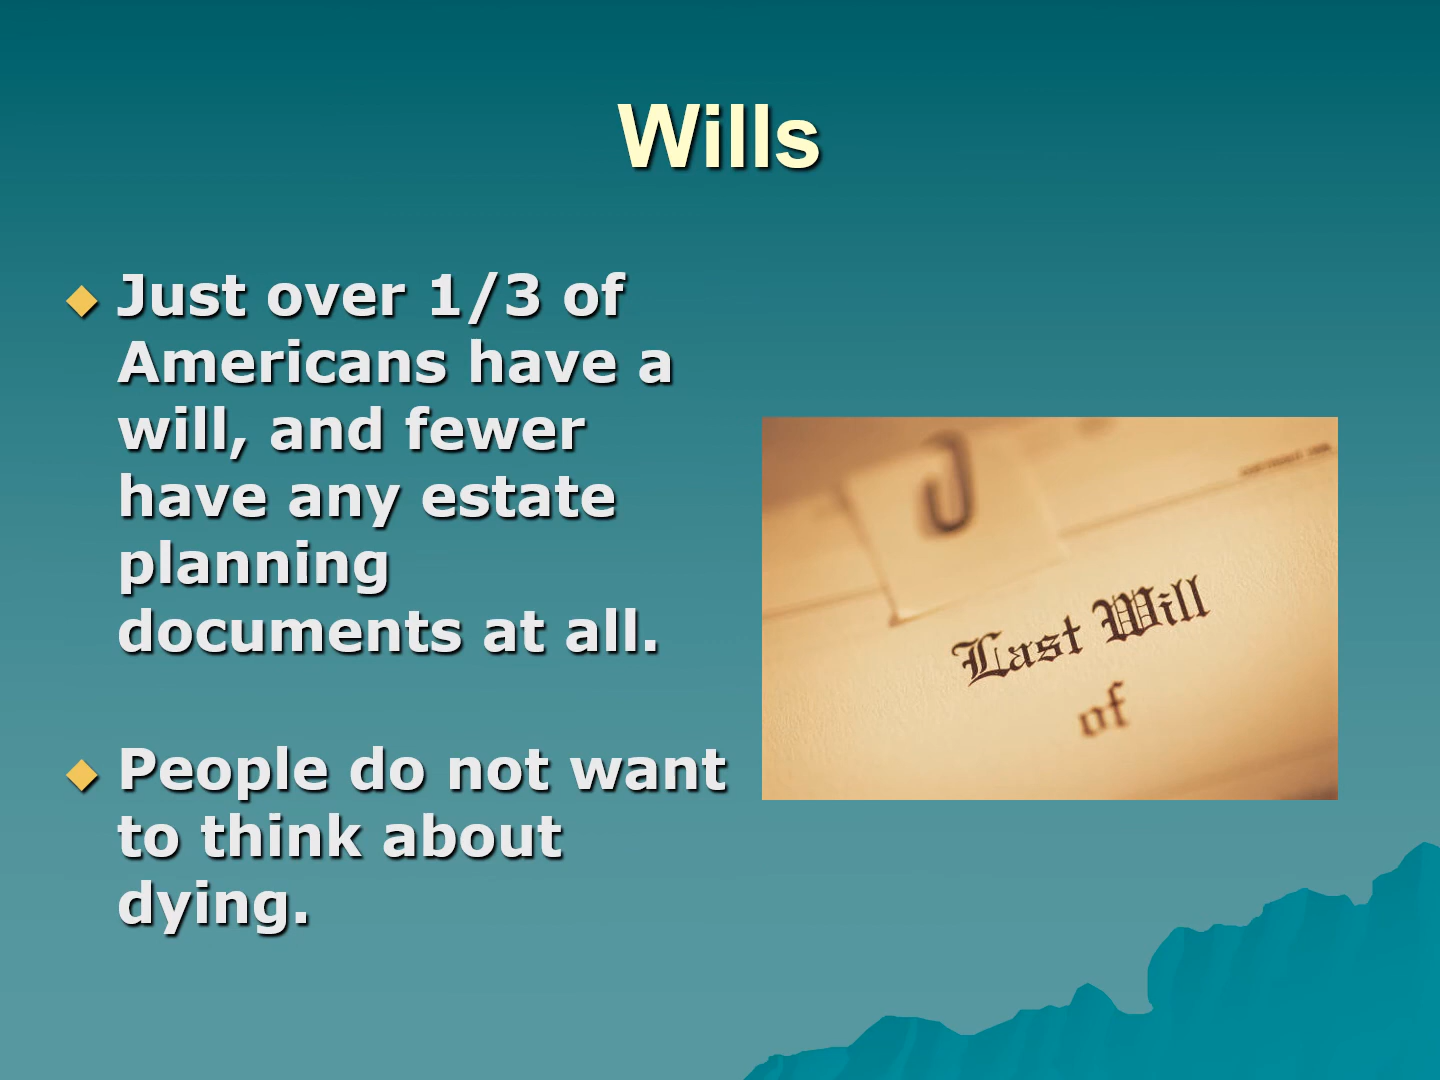 Wills
Just over 1/3 of
Americans have a
will, and fewer
have any estate
planning
documents at all.
People do not want
to think about
dying.
Last Will
of